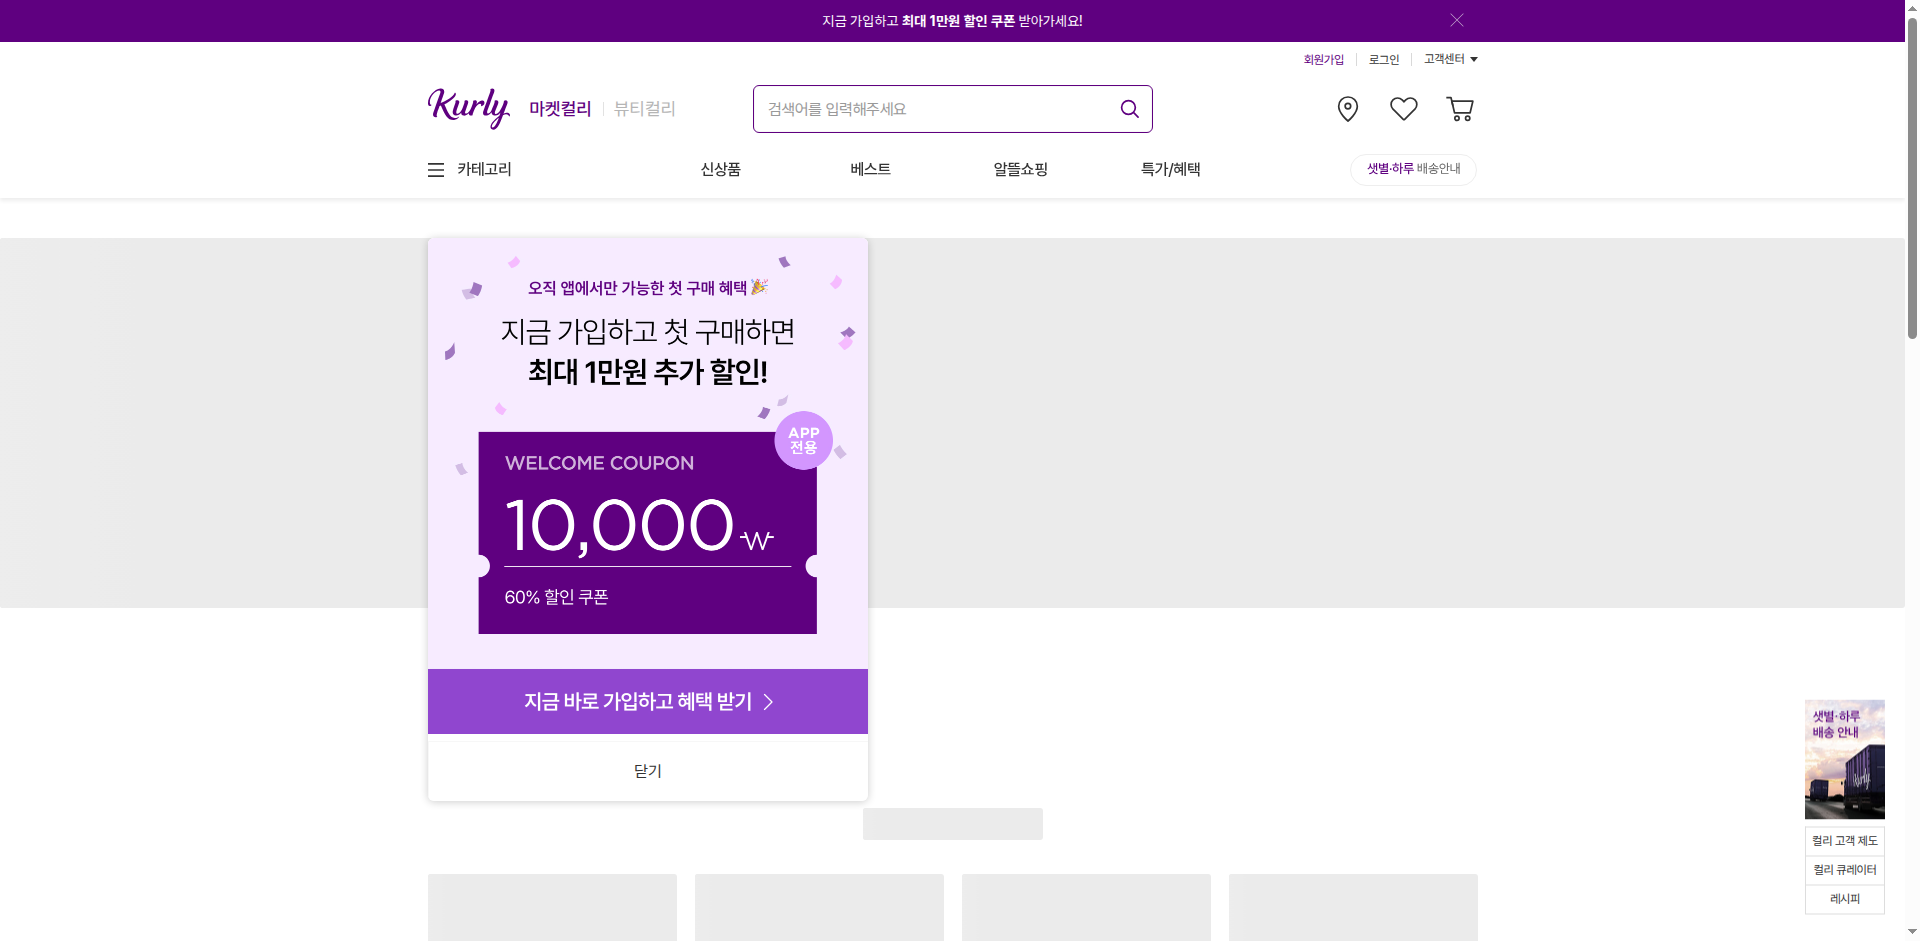 지금 가입하고 최대 1만원 할인 쿠폰 받아가세요!
회원가입
로그인
고객센터
Kurly
마켓컬리
뷰티컬리
검색어를 입력해주세요
카테고리
신상품
베스트
알뜰쇼핑
특가/혜택
샛별·하루 배송안내
오직 앱에서만 가능한 첫 구매 혜택
지금 가입하고 첫 구매하면
최대 1만원 추가 할인!
APP
전용
WELCOME COUPON
10,000₩
60% 할인 쿠폰
지금 바로 가입하고 혜택 받기
닫기
샛별·하루
배송 안내
Kurly
컬리 고객 제도
컬리 큐레이터
레시피